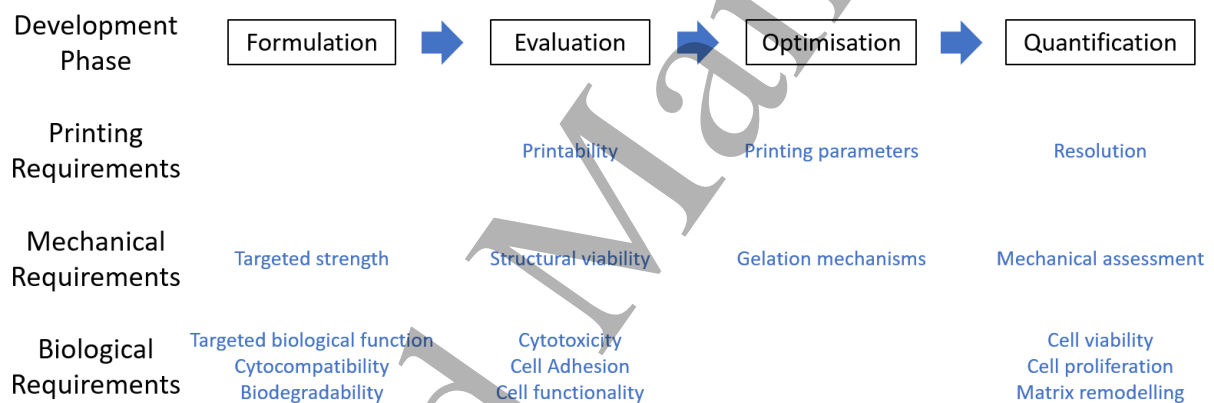 Development
Phase
Formulation
Evaluation
Optimisation
Quantification
Printing
Requirements
Printability
Printing parameters
Resolution
Mechanical
Requirements
Targeted strength
Structural viability
Gelation mechanisms
Mechanical assessment
Biological
Requirements
Targeted biological function
Cytocompatibility
Biodegradability
Cytotoxicity
Cell Adhesion
Cell functionality
Cell viability
Cell proliferation
Matrix remodelling